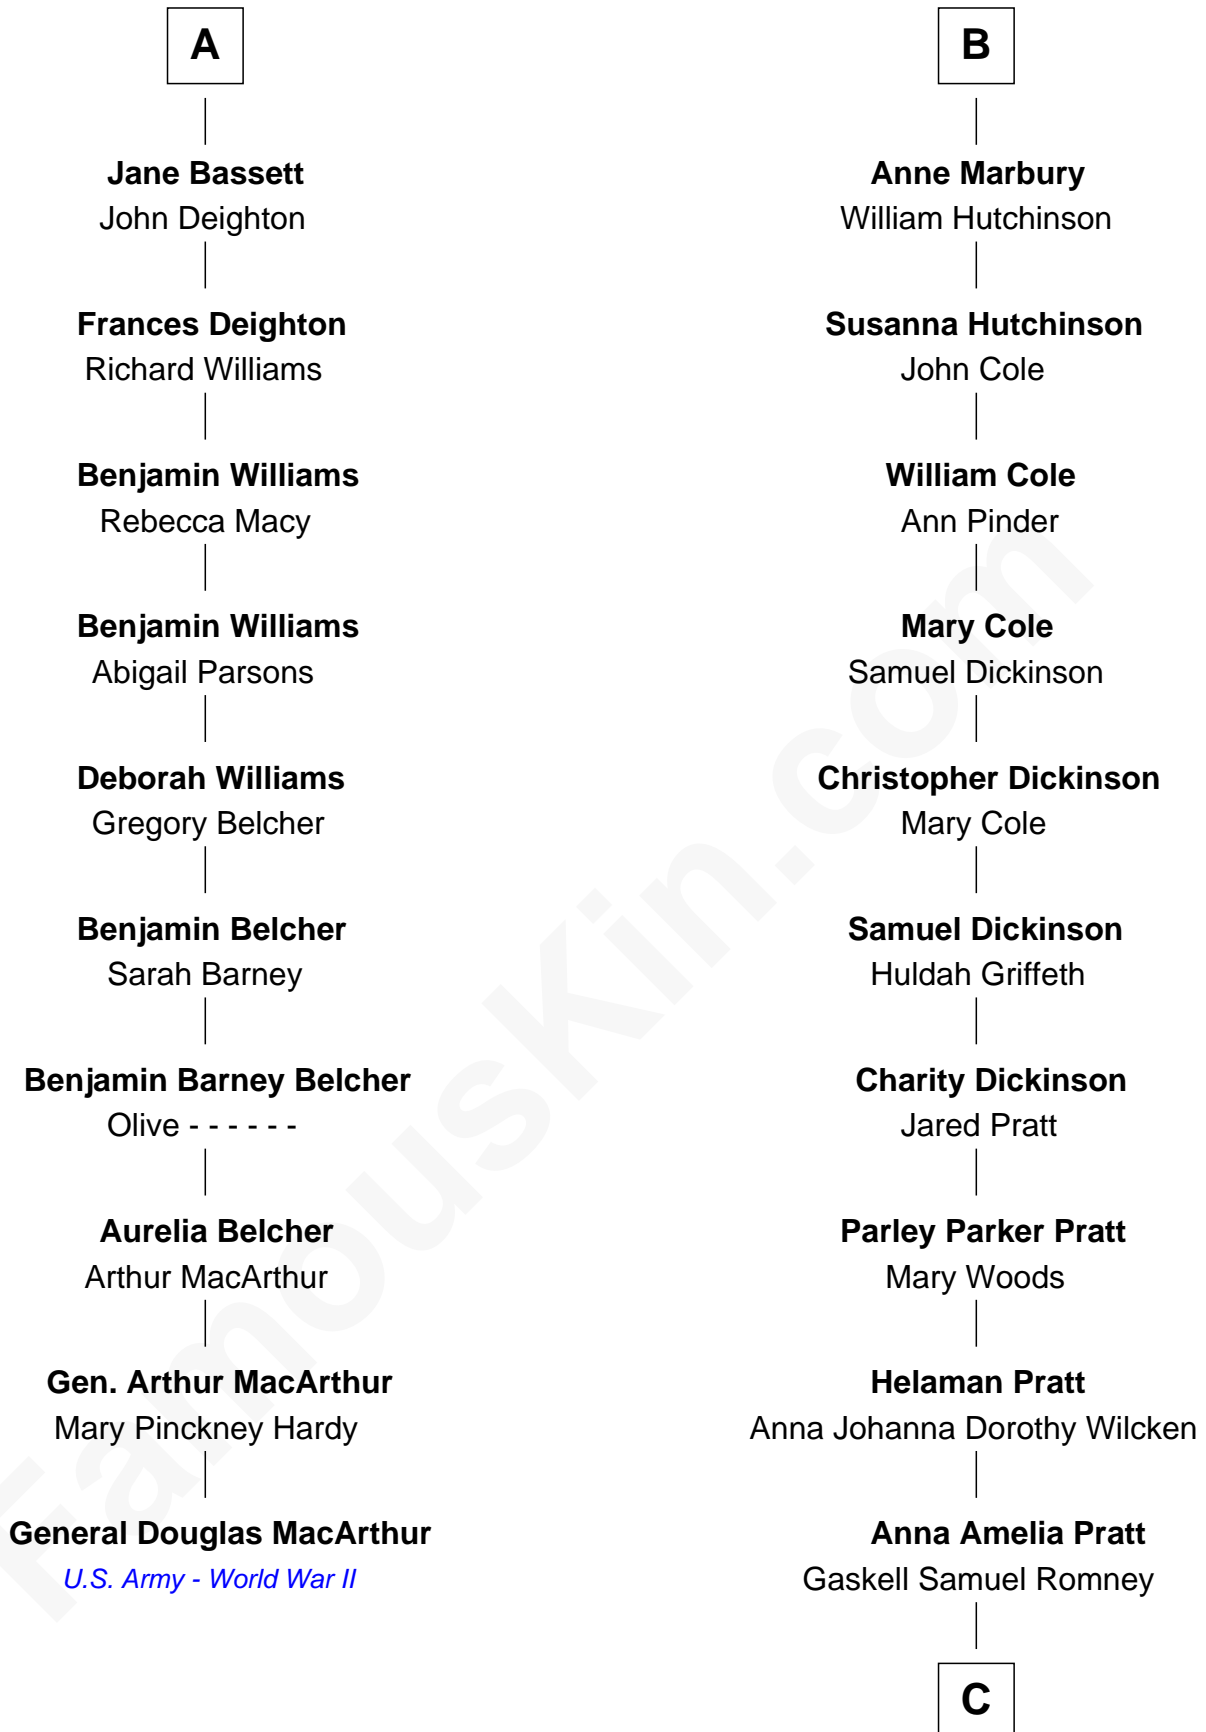 A
Jane Bassett
John Deighton
Frances Deighton
Richard Williams
Benjamin Williams
Rebecca Macy
Benjamin Williams
Abigail Parsons
Deborah Williams
Gregory Belcher
Benjamin Belcher
Sarah Barney
Benjamin Barney Belcher
Olive - - - - - -
Aurelia Belcher
Arthur MacArthur
Gen. Arthur MacArthur
Mary Pinckney Hardy
General Douglas MacArthur
U.S. Army - World War II
B
Anne Marbury
William Hutchinson
Susanna Hutchinson
John Cole
William Cole
Ann Pinder
Mary Cole
Samuel Dickinson
Christopher Dickinson
Mary Cole
Samuel Dickinson
Huldah Griffeth
Charity Dickinson
Jared Pratt
Parley Parker Pratt
Mary Woods
Helaman Pratt
Anna Johanna Dorothy Wilcken
Anna Amelia Pratt
Gaskell Samuel Romney
C
FamousKin.com